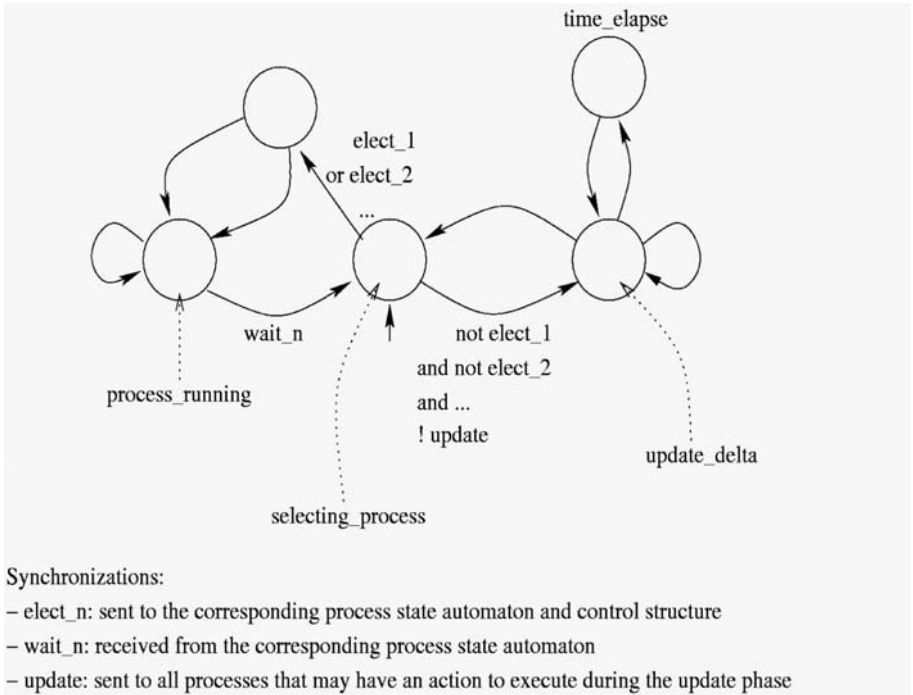 time_elapse
elect_1
or elect_2
...
wait_n
not elect_1
and not elect_2
and ...
! update
process_running
update_delta
selecting_process
Synchronizations:
– elect_n: sent to the corresponding process state automaton and control structure
– wait_n: received from the corresponding process state automaton
– update: sent to all processes that may have an action to execute during the update phase